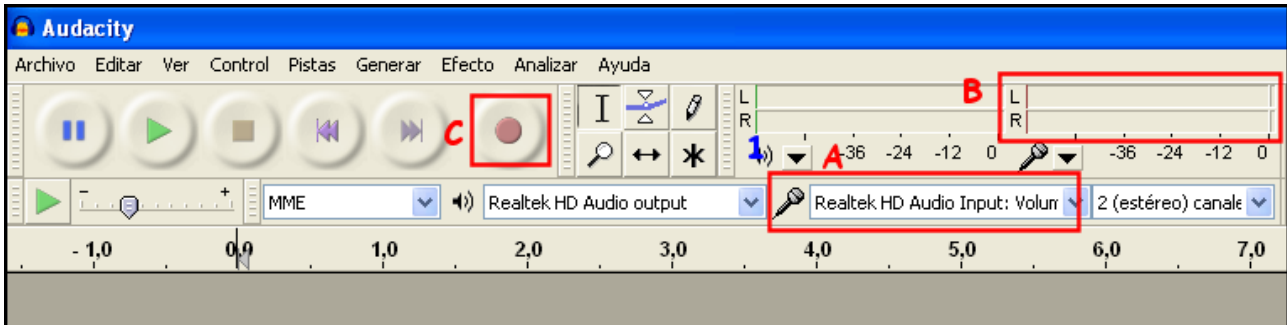 Audacity
Archivo Editar Ver Control Pistas Generar Efecto Analizar Ayuda
C
L
R
B
L
R
1
A
-36 -24 -12 0
-36 -24 -12 0
MME
Realtek HD Audio output
Realtek HD Audio Input: Volum
2 (estéreo) canale
- 1,0 0,0 1,0 2,0 3,0 4,0 5,0 6,0 7,0